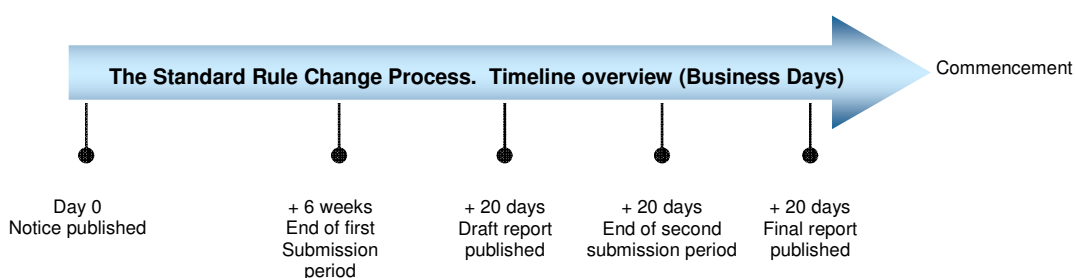 The Standard Rule Change Process. Timeline overview (Business Days)
Commencement
Day 0
Notice published
+ 6 weeks
End of first
Submission
period
+ 20 days
Draft report
published
+ 20 days
End of second
submission period
+ 20 days
Final report
published